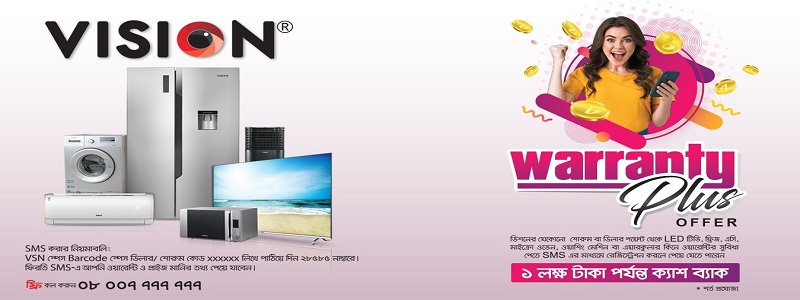 VISION®
SMS করার নিয়মাবলি:
VSN স্পেস Barcode স্পেস ডিলার/ শোরুম কোড xxxxxx লিখে পাঠিয়ে দিন ২৮৫৮৫ নাম্বারে।
ফিরতি SMS-এ আপনি ওয়ারেন্টি ও প্রাইজ মানির তথ্য পেয়ে যাবেন।
ফ্রি কল করুন ০৮ ০০৭ ৭৭৭ ৭৭৭
warranty
Plus
OFFER
ভিশনের যেকোনো শোরুম বা ডিলার পয়েন্ট থেকে LED টিভি, ফ্রিজ, এসি,
মাইক্রো ওভেন, ওয়াশিং মেশিন বা এয়ারকুলার কিনে ওয়ারেন্টির সুবিধা
পেতে SMS এর মাধ্যমে রেজিট্রেশন করলে পেয়ে যেতে পারেন
১ লক্ষ টাকা পর্যন্ত ক্যাশ ব্যাক
* শর্ত প্রযোজ্য